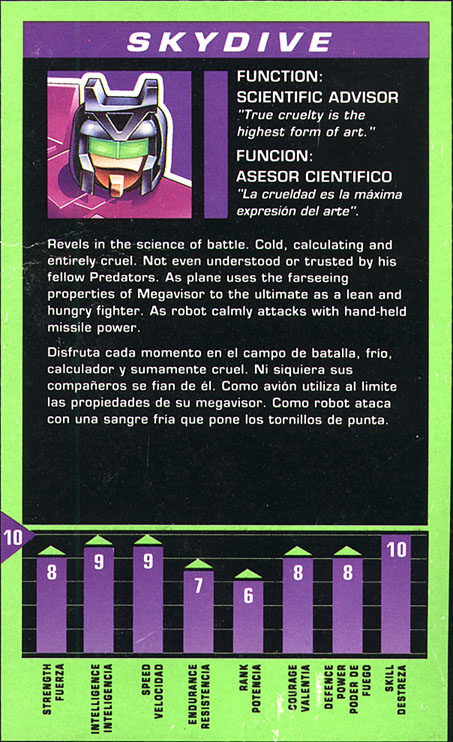 SKYDIVE
FUNCTION:
SCIENTIFIC ADVISOR
"True cruelty is the
highest form of art."
FUNCION:
ASESOR CIENTIFICO
"La crueldad es la máxima
expresión del arte".
Revels in the science of battle. Cold, calculating and
entirely cruel. Not even understood or trusted by his
fellow Predators. As plane uses the farseeing
properties of Megavisor to the ultimate as a lean and
hungry fighter. As robot calmly attacks with hand-held
missile power.
Disfruta cada momento en el campo de batalla, frio,
calculador y sumamente cruel. Ni siquiera sus
compañeros se fian de él. Como avión utiliza al limite
las propiedades de su megavisor. Como robot ataca
con una sangre fria que pone los tornillos de punta.
10
8
9
9
7
6
8
8
10
STRENGTH
FUERZA
INTELLIGENCE
INTELIGENCIA
SPEED
VELOCIDAD
ENDURANCE
RESISTENCIA
RANK
POTENCIA
COURAGE
VALENTIA
DEFENCE
POWER
PODER DE
FUEGO
SKILL
DESTREZA